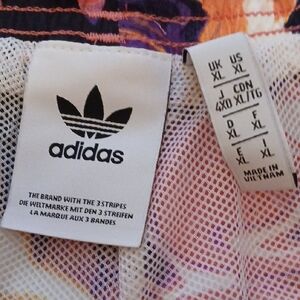 adidas
THE BRAND WITH THE 3 STRIPES
DIE WELTMARKE MIT DEN 3 STREIFEN
LA MARQUE AUX 3 BANDES
UK US
XL XL
J CDN
4XO XL/TG
D F
XL XL
E I
XL XL
MADE IN
VIETNAM